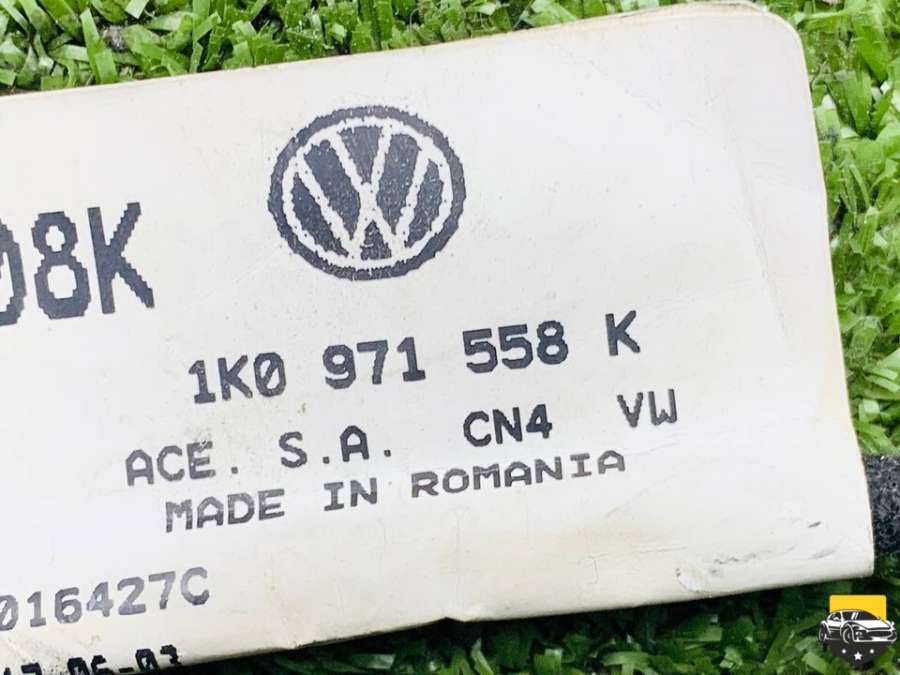 08K
1K0 971 558 K
ACE. S.A. CN4 VW
MADE IN ROMANIA
016427C